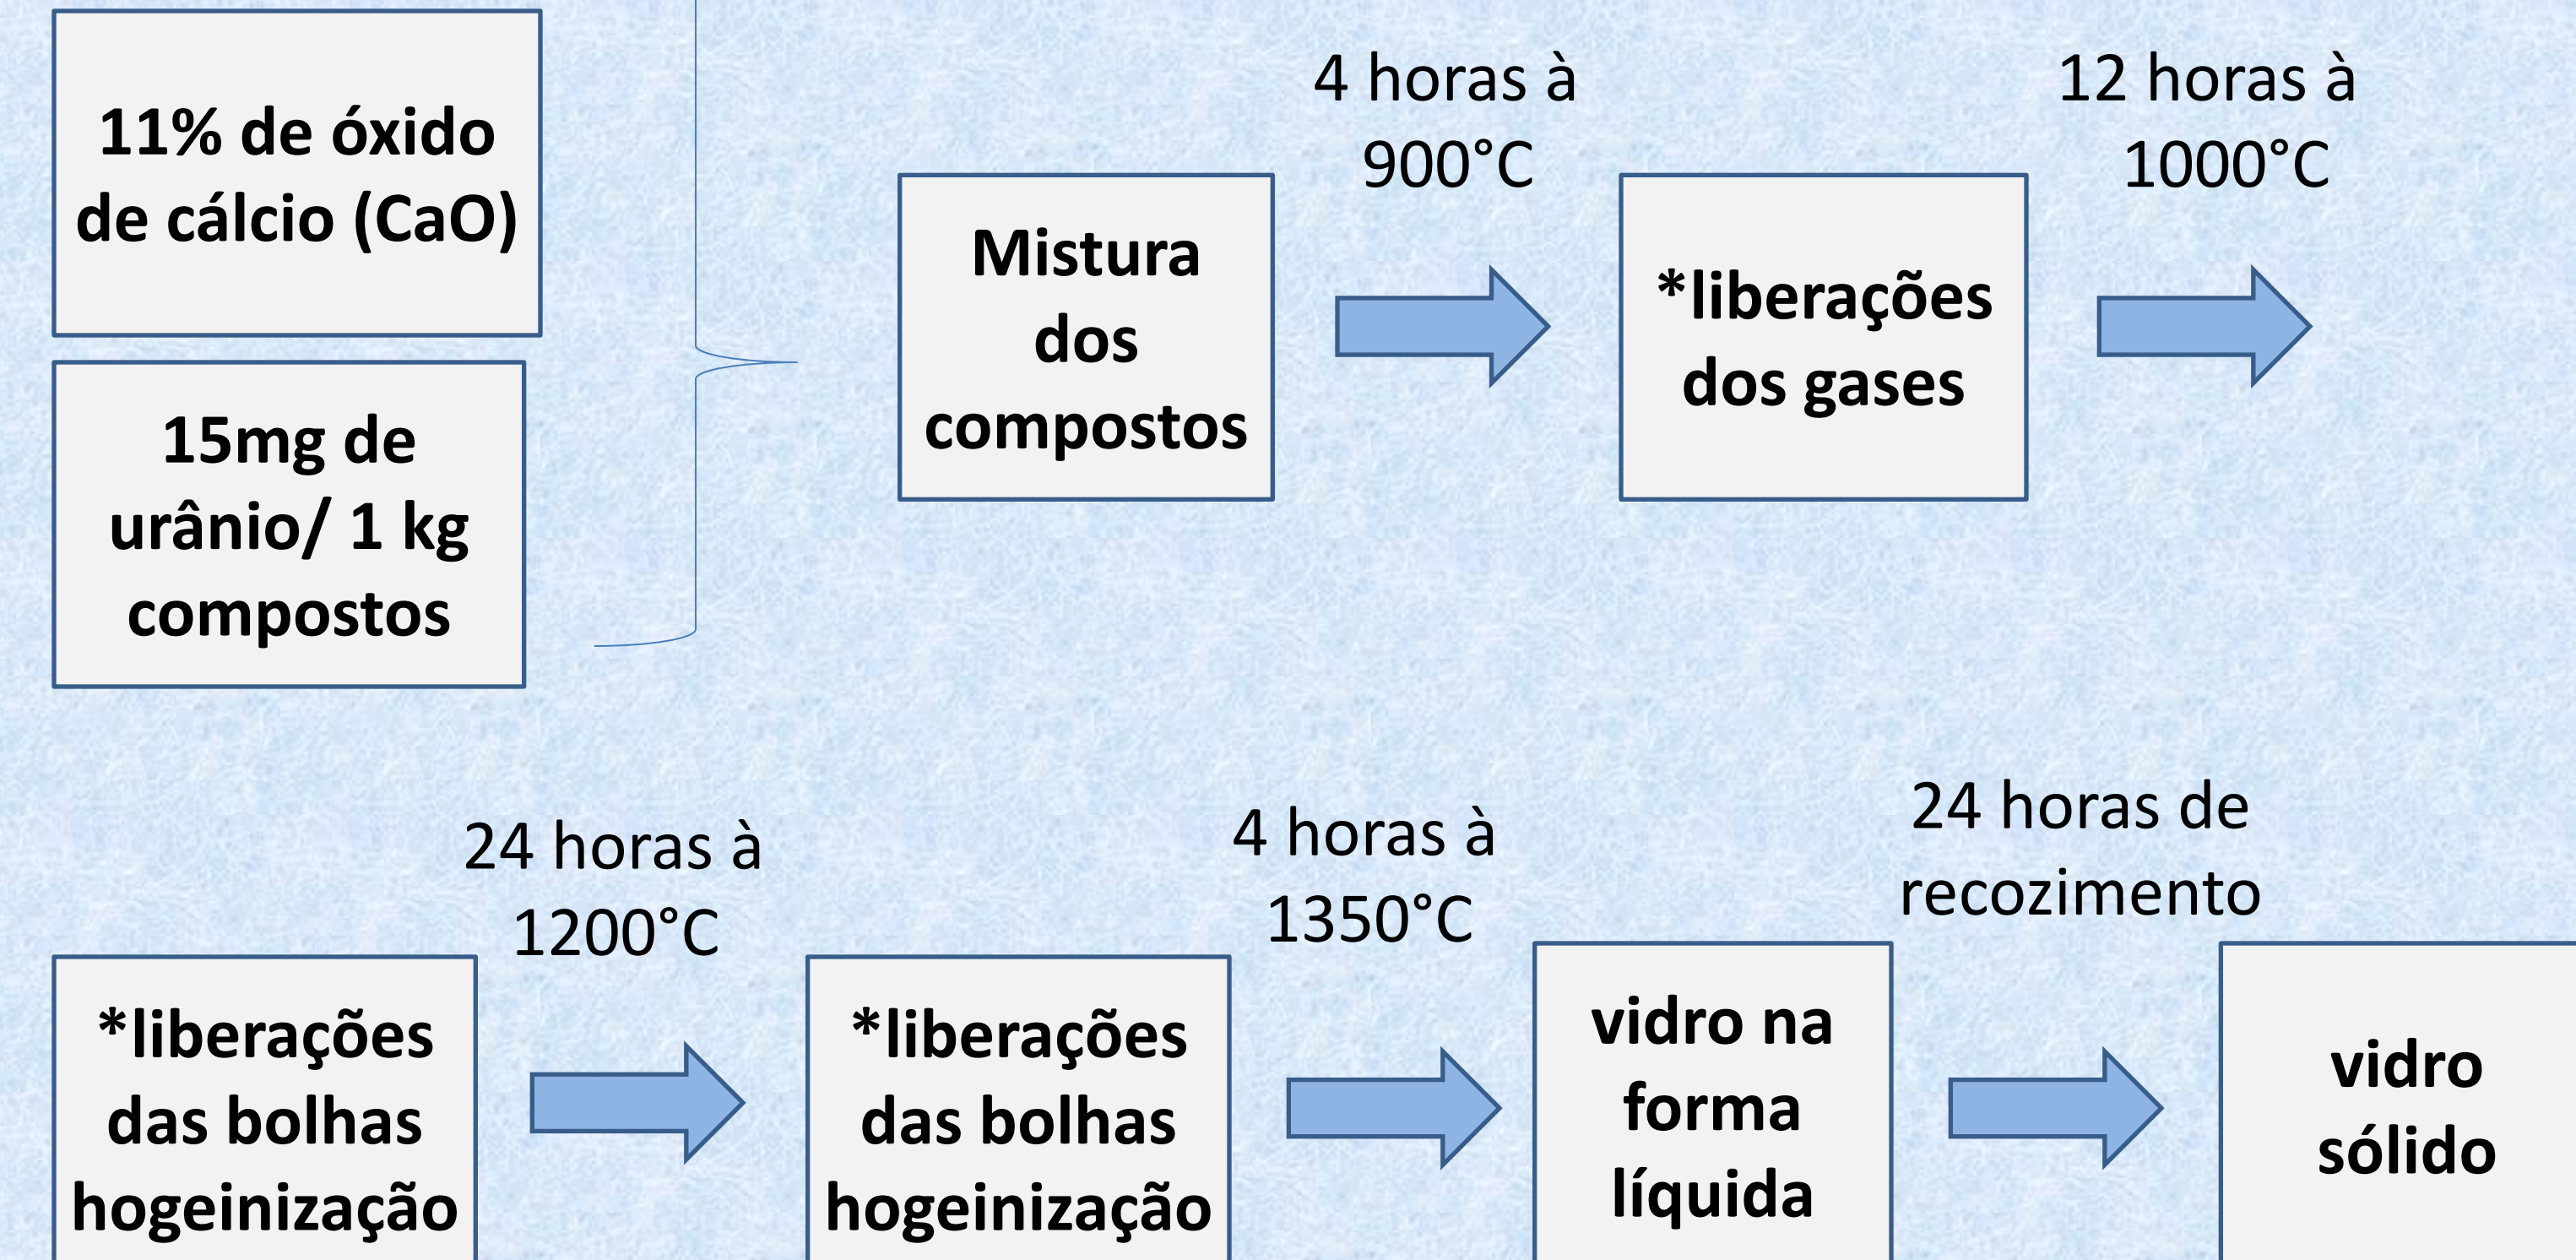 11% de óxido
de cálcio (CaO)
15mg de
urânio/ 1 kg
compostos
Mistura
dos
compostos
4 horas à
900°C
*liberações
dos gases
12 horas à
1000°C
*liberações
das bolhas
hogeinização
24 horas à
1200°C
*liberações
das bolhas
hogeinização
4 horas à
1350°C
vidro na
forma
líquida
24 horas de
recozimento
vidro
sólido